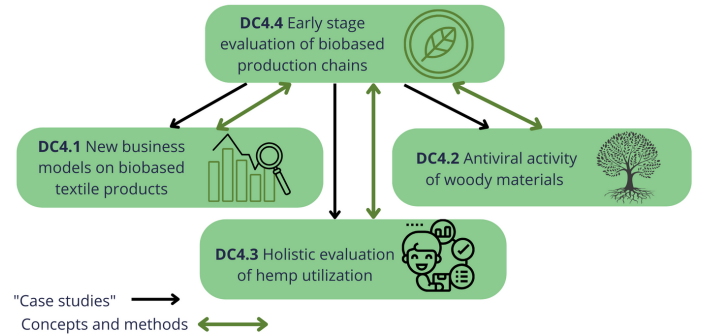 DC4.4 Early stage
evaluation of biobased
production chains
DC4.1 New business
models on biobased
textile products
DC4.2 Antiviral activity
of woody materials
DC4.3 Holistic evaluation
of hemp utilization
"Case studies"
Concepts and methods